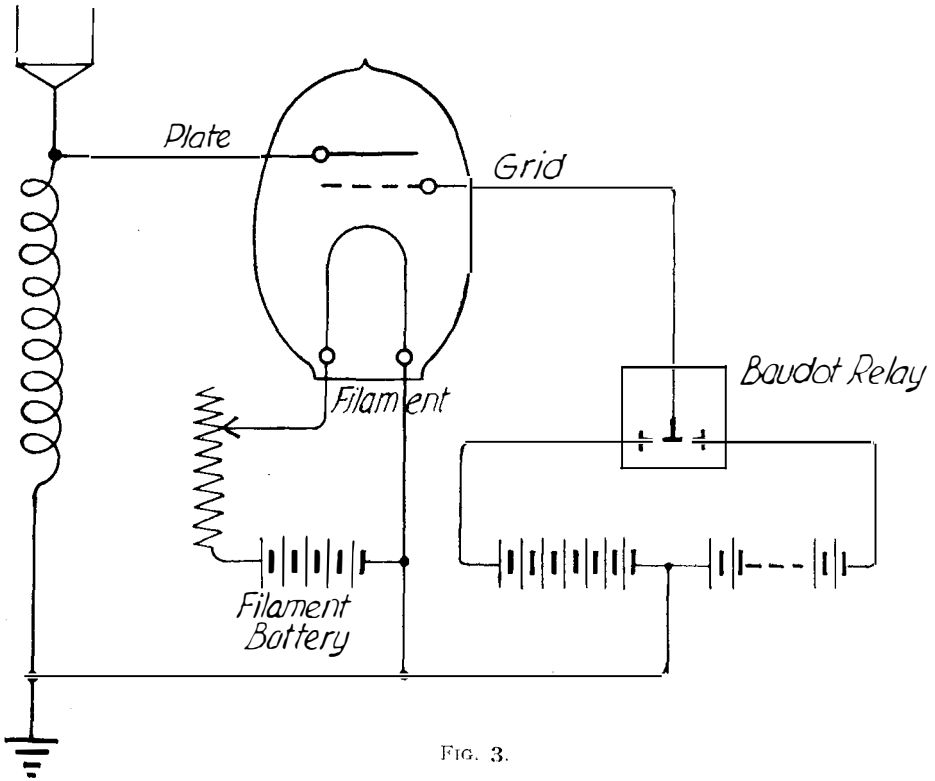 Plate
Grid
Baudot Relay
Filament
Filament
Battery
FIG. 3.